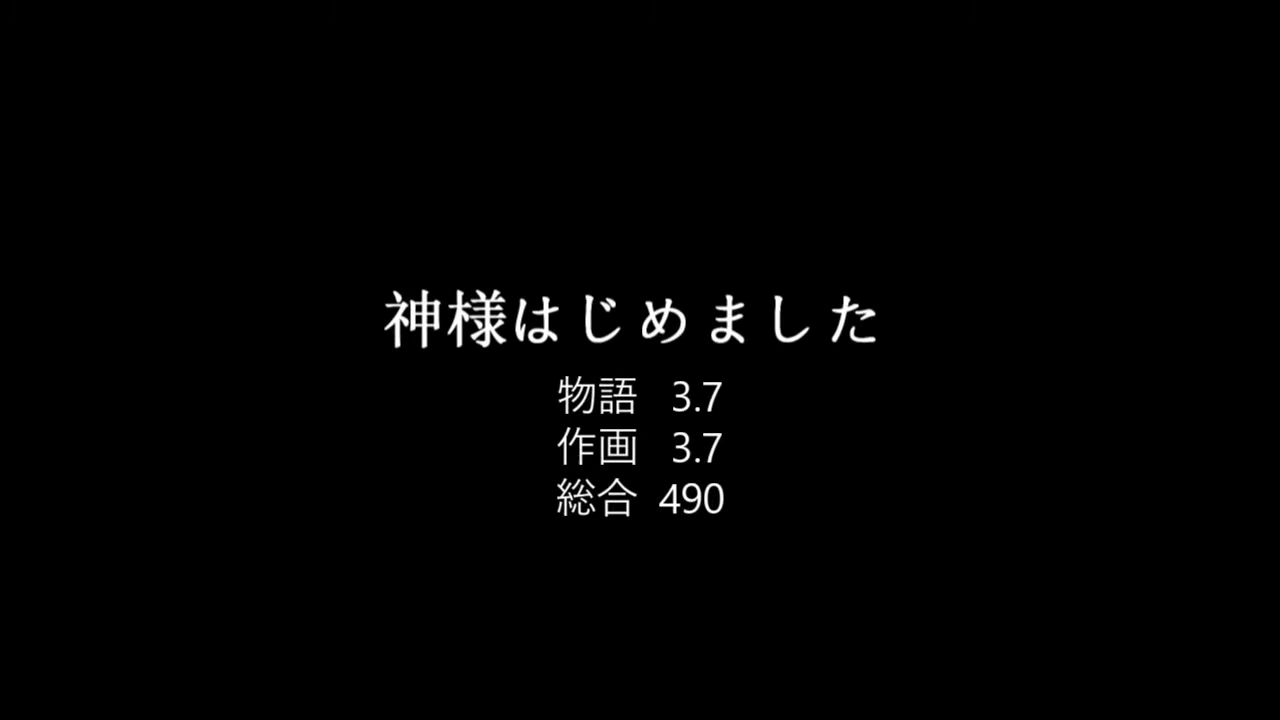 神様はじめました
物語 3.7
作画 3.7
総合 490